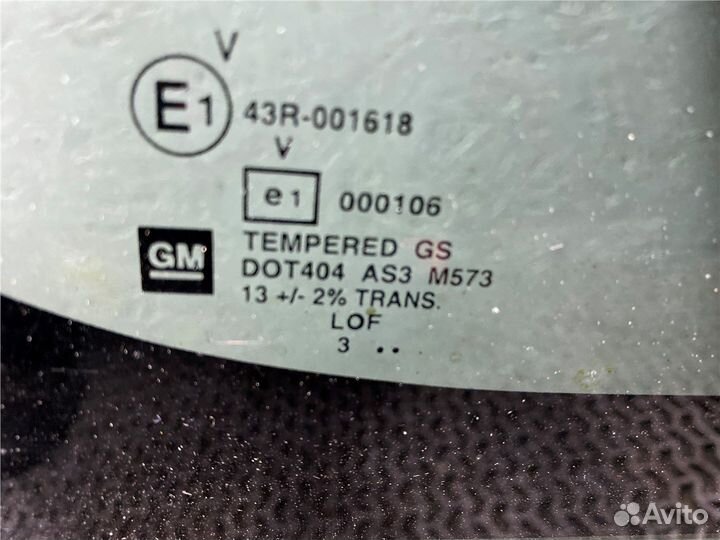 V
E1 43R-001618
V
e1 000106
GM
TEMPERED GS
DOT404 AS3 M573
13 +/- 2% TRANS.
LOF
3 ..
Avito